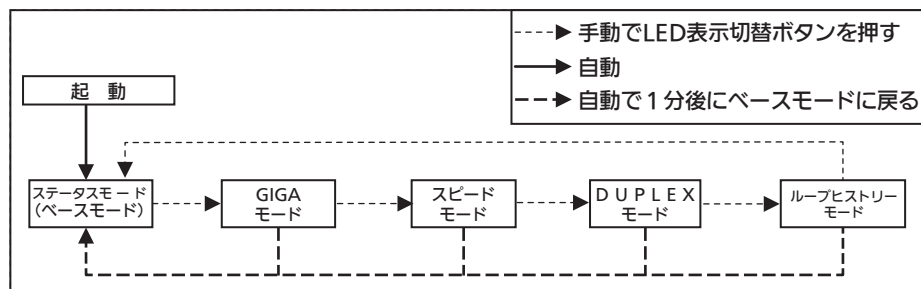 手動でLED表示切替ボタンを押す
自動
自動で1分後にベースモードに戻る
起 動
ステータスモード
(ベースモード)
GIGA
モード
スピード
モード
DUPLEX
モード
ループヒストリー
モード